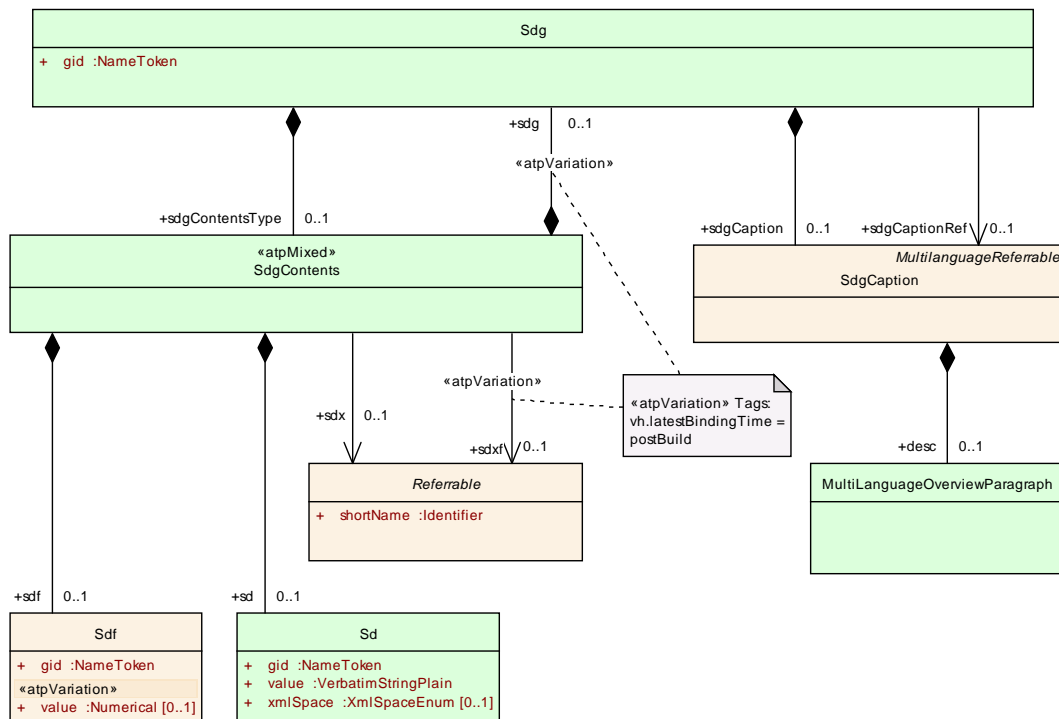 Sdg
+ gid :NameToken
+sdg 0..1
«atpVariation»
+sdgContentsType 0..1
+sdgCaption 0..1
+sdgCaptionRef 0..1
«atpMixed»
SdgContents
MultilanguageReferrable
SdgCaption
«atpVariation»
«atpVariation» Tags:
vh.latestBindingTime =
postBuild
+sdx 0..1
+sdxf 0..1
+desc 0..1
Referrable
+ shortName :Identifier
MultiLanguageOverviewParagraph
+sdf 0..1
+sd 0..1
Sdf
+ gid :NameToken
«atpVariation»
+ value :Numerical [0..1]
Sd
+ gid :NameToken
+ value :VerbatimStringPlain
+ xmlSpace :XmlSpaceEnum [0..1]